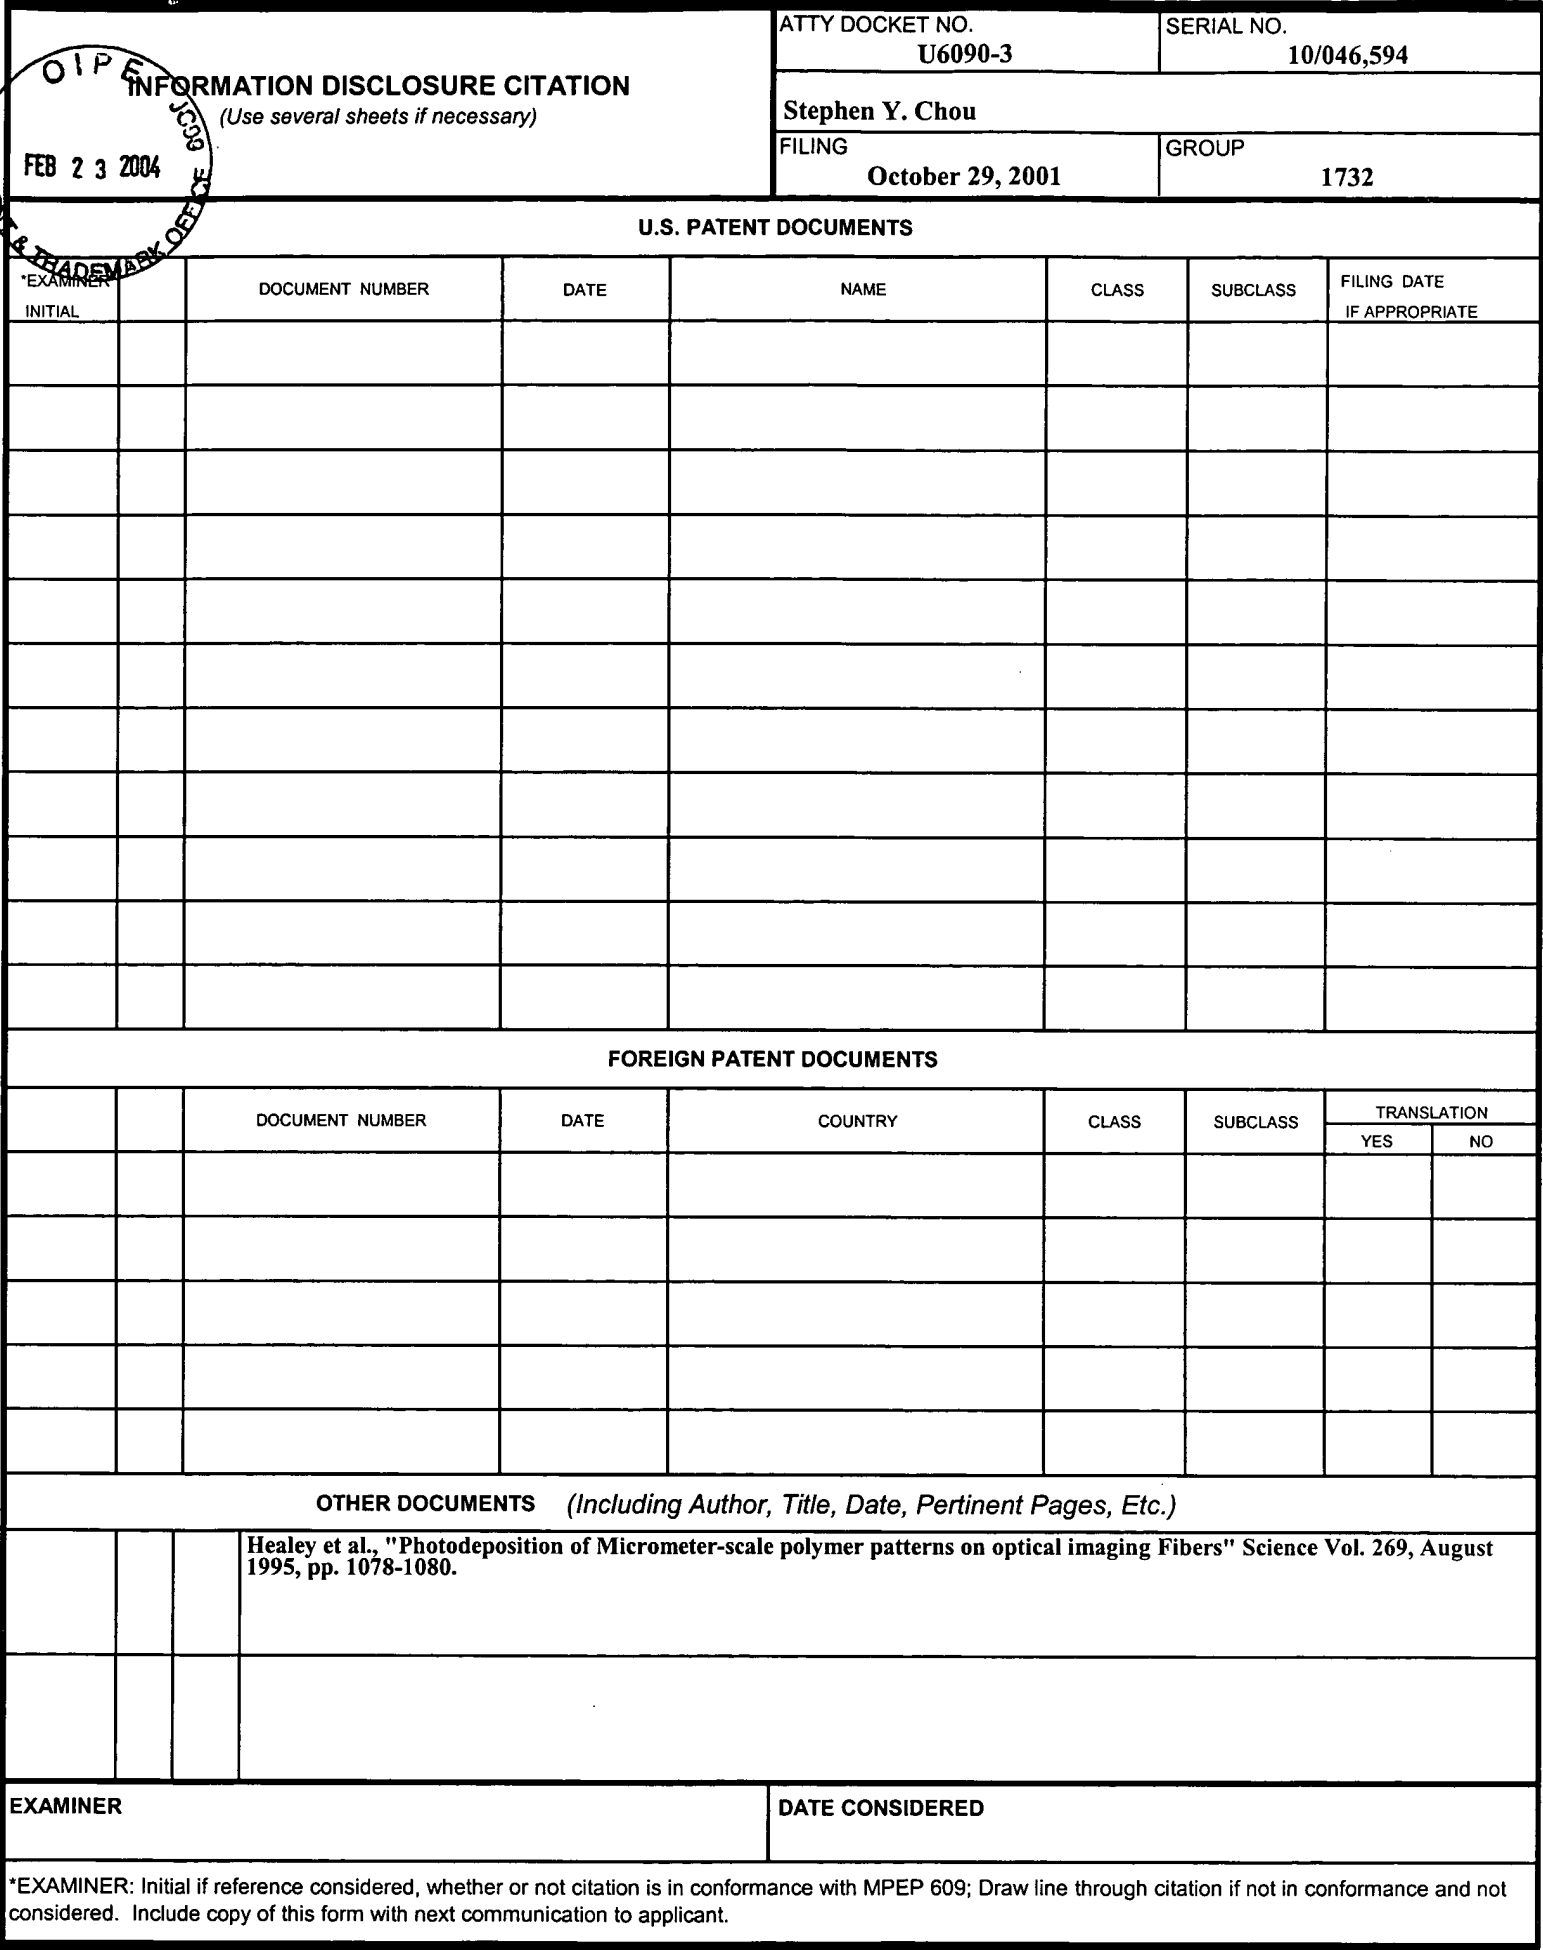 ATTY DOCKET NO.
U6090-3
SERIAL NO.
10/046,594
OIPE JC99
FEB 2 3 2004
& TRADEMARK OFFICE
INFORMATION DISCLOSURE CITATION
(Use several sheets if necessary)
Stephen Y. Chou
FILING
October 29, 2001
GROUP
1732
U.S. PATENT DOCUMENTS
*EXAMINER
INITIAL
DOCUMENT NUMBER
DATE
NAME
CLASS
SUBCLASS
FILING DATE
IF APPROPRIATE
FOREIGN PATENT DOCUMENTS
DOCUMENT NUMBER
DATE
COUNTRY
CLASS
SUBCLASS
TRANSLATION
YES
NO
OTHER DOCUMENTS (Including Author, Title, Date, Pertinent Pages, Etc.)
Healey et al., "Photodeposition of Micrometer-scale polymer patterns on optical imaging Fibers" Science Vol. 269, August
1995, pp. 1078-1080.
EXAMINER
DATE CONSIDERED
*EXAMINER: Initial if reference considered, whether or not citation is in conformance with MPEP 609; Draw line through citation if not in conformance and not
considered. Include copy of this form with next communication to applicant.